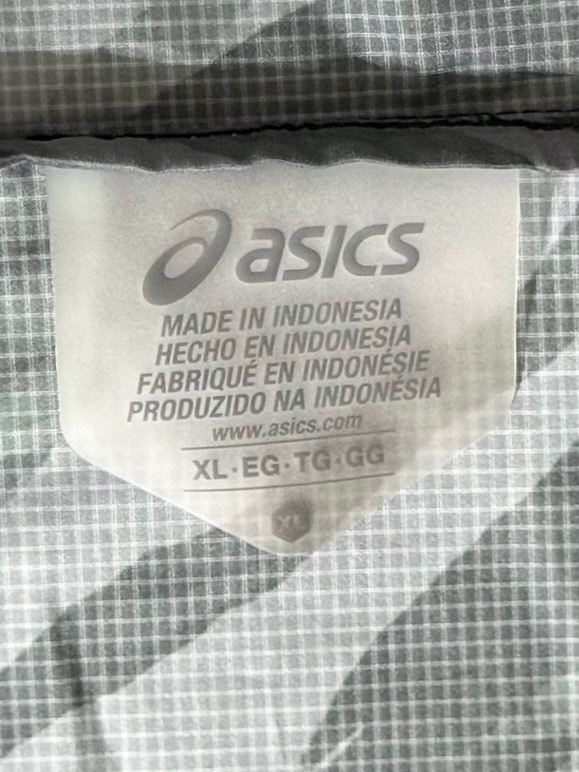 asics
MADE IN INDONESIA
HECHO EN INDONESIA
FABRIQUÉ EN INDONÉSIE
PRODUZIDO NA INDONÉSIA
www.asics.com
XL·EG·TG·GG
XL